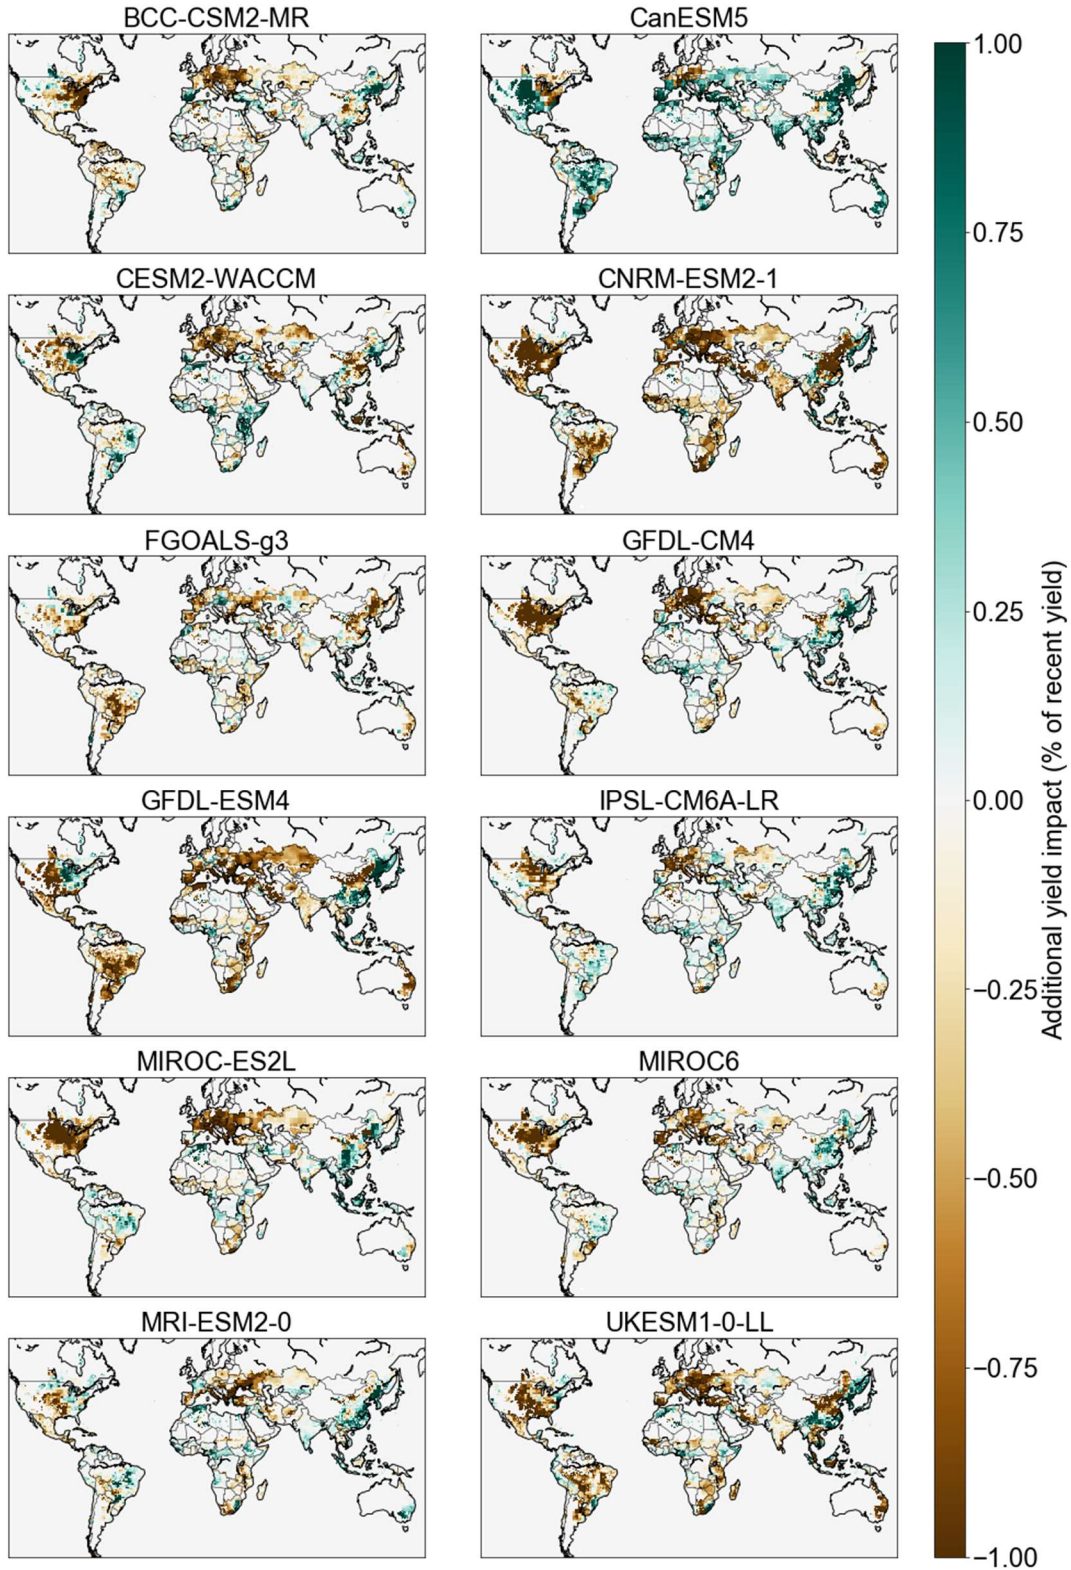 BCC-CSM2-MR
CanESM5
CESM2-WACCM
CNRM-ESM2-1
FGOALS-g3
GFDL-CM4
GFDL-ESM4
IPSL-CM6A-LR
MIROC-ES2L
MIROC6
MRI-ESM2-0
UKESM1-0-LL
1.00
0.75
0.50
0.25
0.00
−0.25
−0.50
−0.75
−1.00
Additional yield impact (% of recent yield)